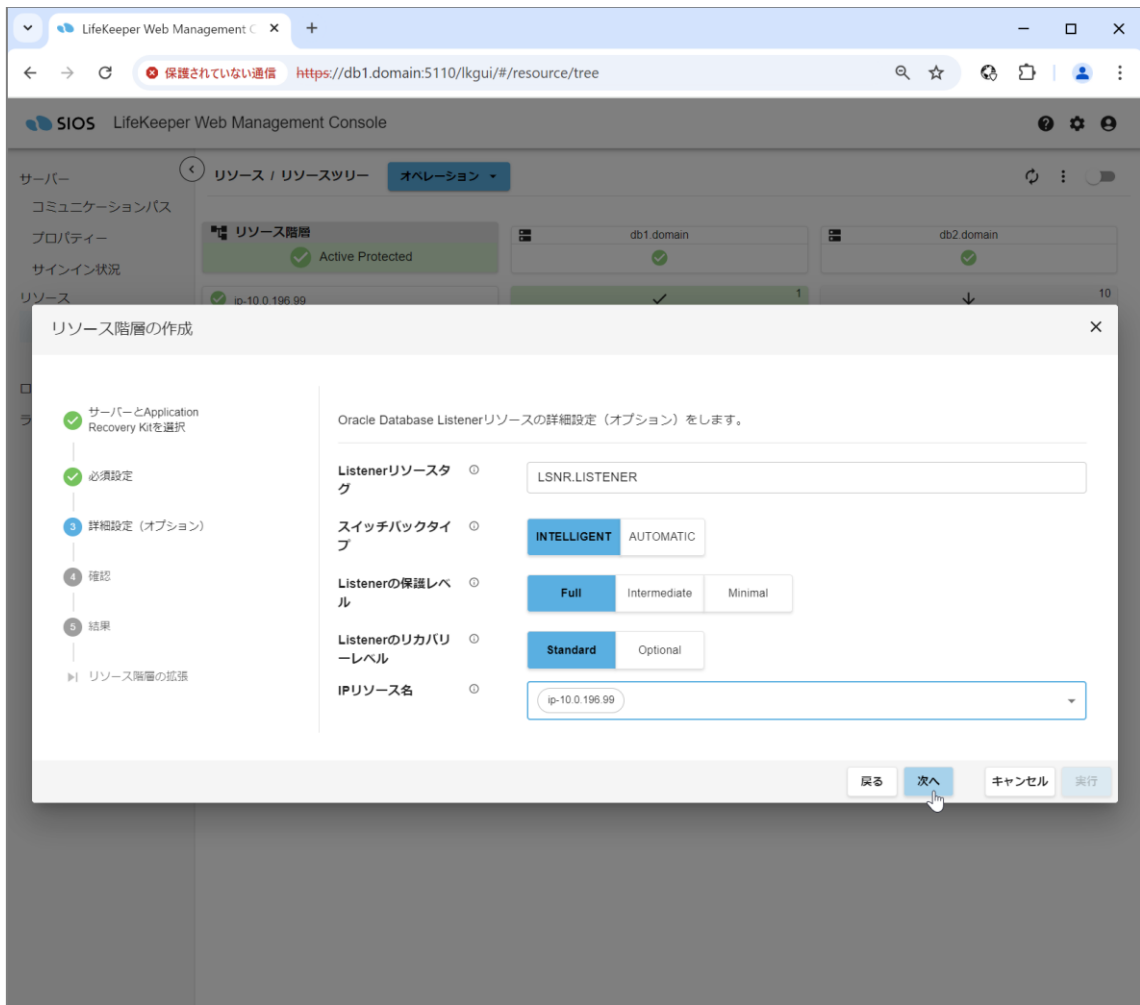 LifeKeeper Web Management C
保護されていない通信 https://db1.domain:5110/lkgui/#/resource/tree
SIOS LifeKeeper Web Management Console
サーバー
コミュニケーションパス
プロパティー
サインイン状況
リソース
リソース / リソースツリー オペレーション
リソース階層
Active Protected
db1.domain
db2.domain
ip-10.0.196.99
1
10
リソース階層の作成
サーバーとApplication
Recovery Kitを選択
必須設定
3 詳細設定（オプション）
4 確認
5 結果
リソース階層の拡張
Oracle Database Listenerリソースの詳細設定（オプション）をします。
Listenerリソースタ
グ
LSNR.LISTENER
スイッチバックタイ
プ
INTELLIGENT AUTOMATIC
Listenerの保護レベ
ル
Full Intermediate Minimal
Listenerのリカバリ
ーレベル
Standard Optional
IPリソース名
ip-10.0.196.99
戻る 次へ キャンセル 実行